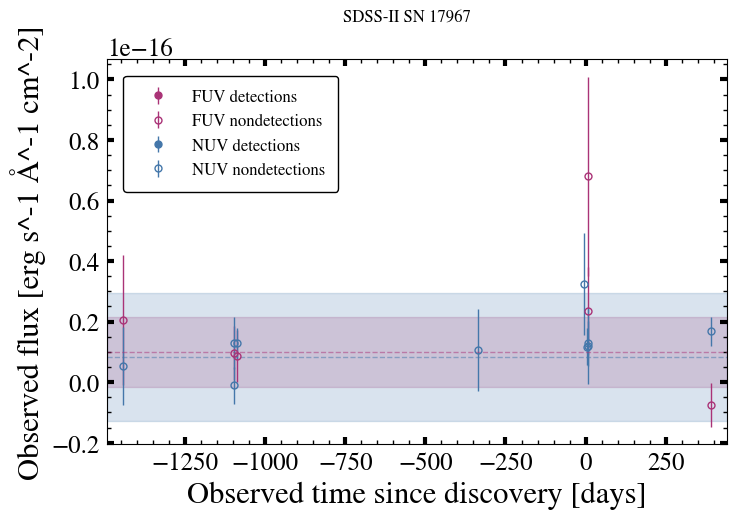 SDSS-II SN 17967
1e−16
FUV detections
FUV nondetections
NUV detections
NUV nondetections
1.0
0.8
0.6
0.4
0.2
0.0
−0.2
Observed flux [erg s^-1 Å^-1 cm^-2]
−1250 −1000 −750 −500 −250 0 250
Observed time since discovery [days]